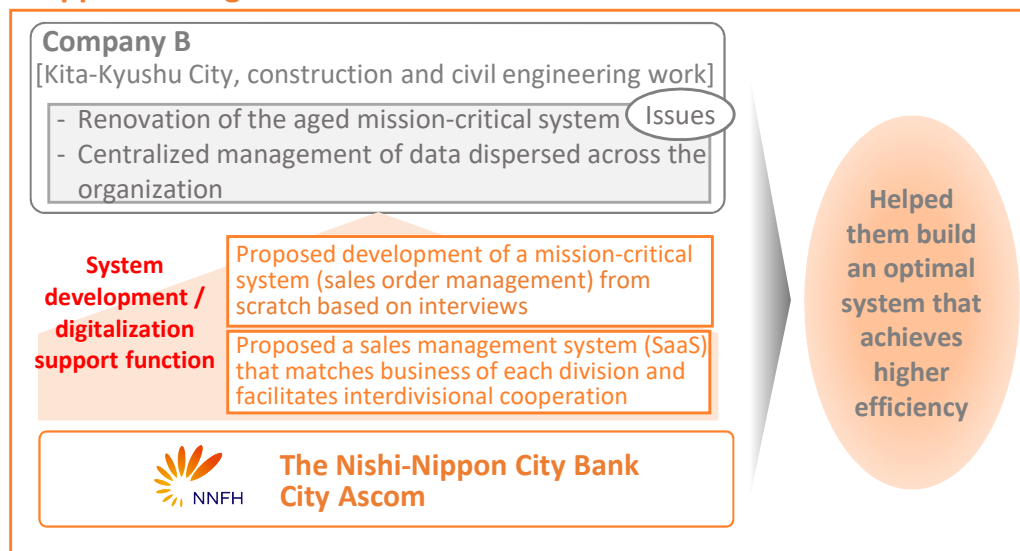 Company B
[Kita-Kyushu City, construction and civil engineering work]
Issues
- Renovation of the aged mission-critical system
- Centralized management of data dispersed across the
organization
System
development /
digitalization
support function
Proposed development of a mission-critical
system (sales order management) from
scratch based on interviews
Proposed a sales management system (SaaS)
that matches business of each division and
facilitates interdivisional cooperation
NNFH
The Nishi-Nippon City Bank
City Ascom
Helped
them build
an optimal
system that
achieves
higher
efficiency